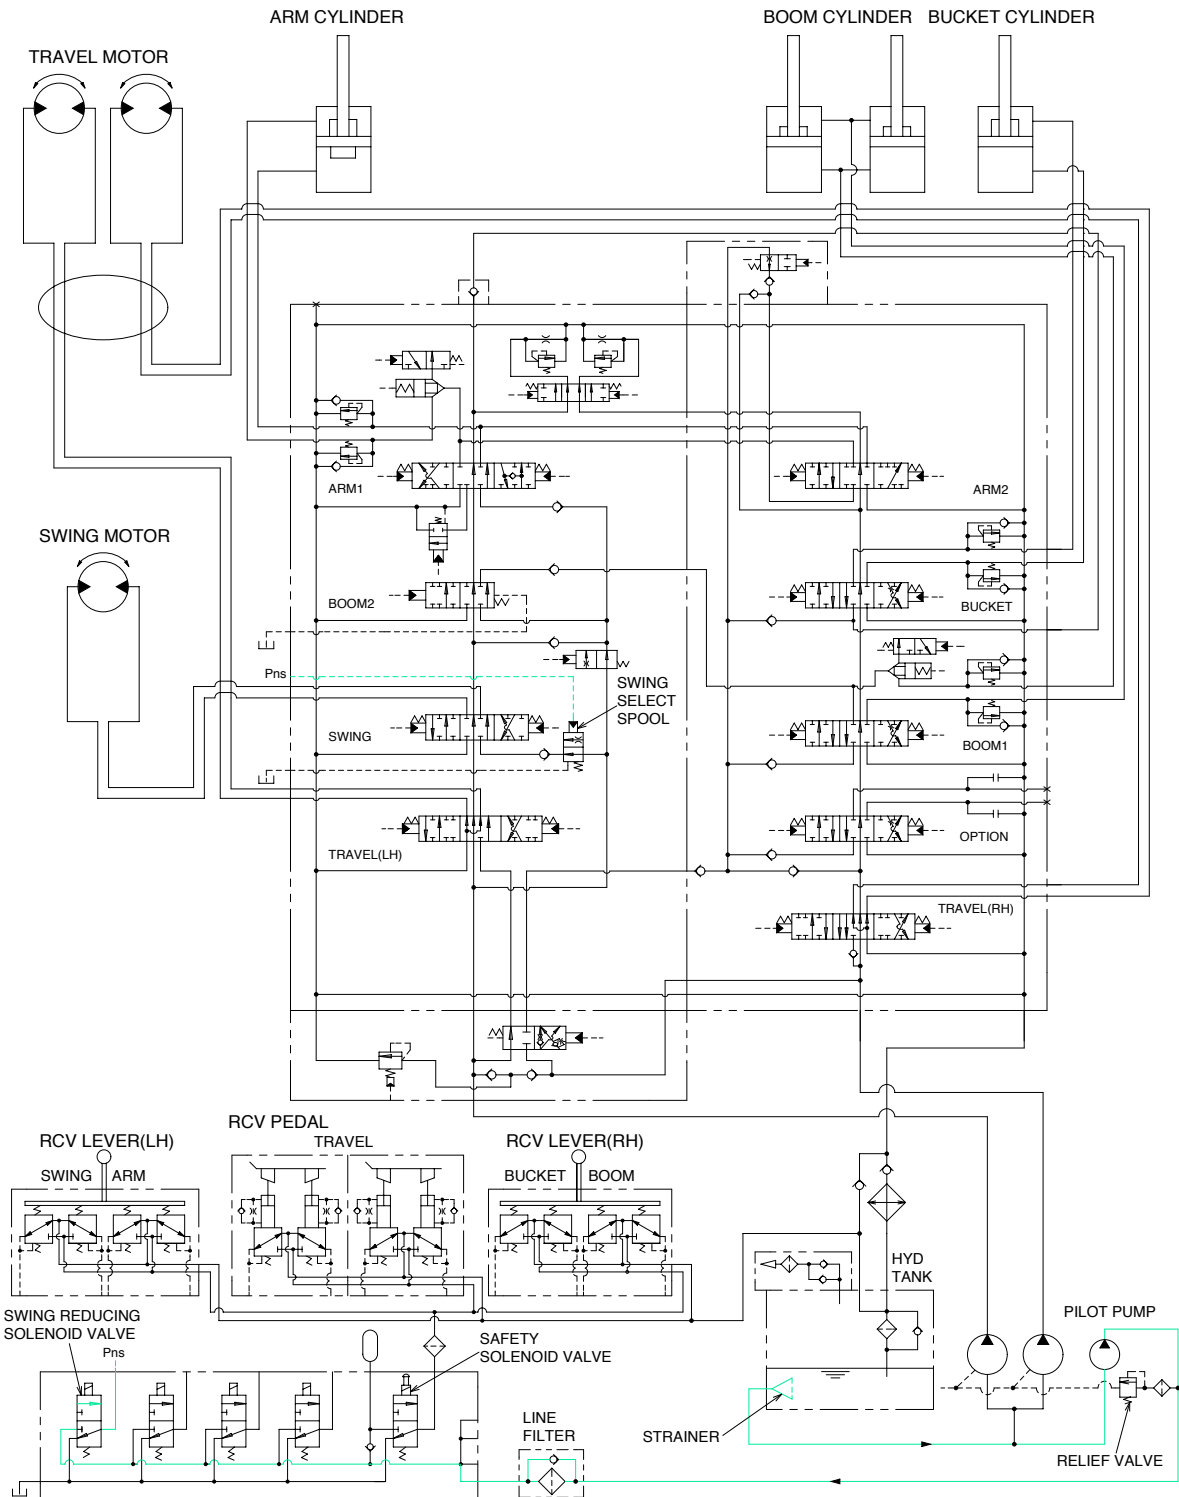 ARM CYLINDER
BOOM CYLINDER
BUCKET CYLINDER
TRAVEL MOTOR
ARM1
ARM2
SWING MOTOR
BOOM2
BUCKET
Pns
SWING
SELECT
SPOOL
SWING
BOOM1
TRAVEL(LH)
OPTION
TRAVEL(RH)
RCV LEVER(LH)
RCV PEDAL
TRAVEL
RCV LEVER(RH)
SWING
ARM
BUCKET
BOOM
HYD
TANK
SWING REDUCING
SOLENOID VALVE
Pns
SAFETY
SOLENOID VALVE
PILOT PUMP
LINE
FILTER
STRAINER
RELIEF VALVE